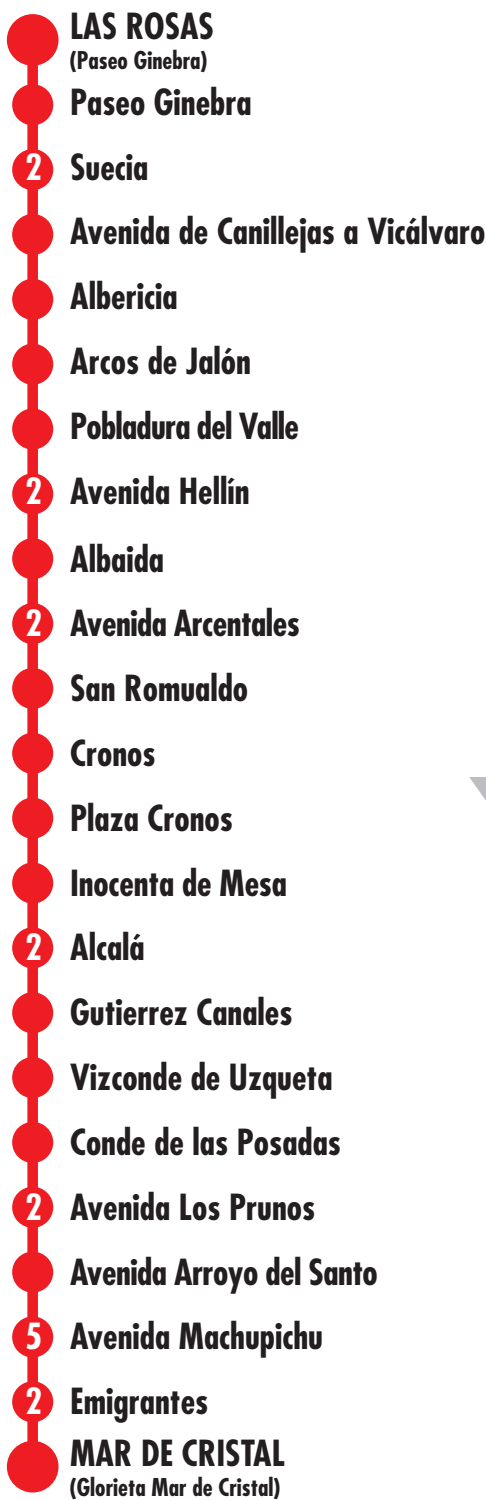 LAS ROSAS
(Paseo Ginebra)
Paseo Ginebra
2 Suecia
Avenida de Canillejas a Vicálvaro
Albericia
Arcos de Jalón
Pobladura del Valle
2 Avenida Hellín
Albaida
2 Avenida Arcentales
San Romualdo
Cronos
Plaza Cronos
Inocenta de Mesa
2 Alcalá
Gutierrez Canales
Vizconde de Uzqueta
Conde de las Posadas
2 Avenida Los Prunos
Avenida Arroyo del Santo
5 Avenida Machupichu
2 Emigrantes
MAR DE CRISTAL
(Glorieta Mar de Cristal)